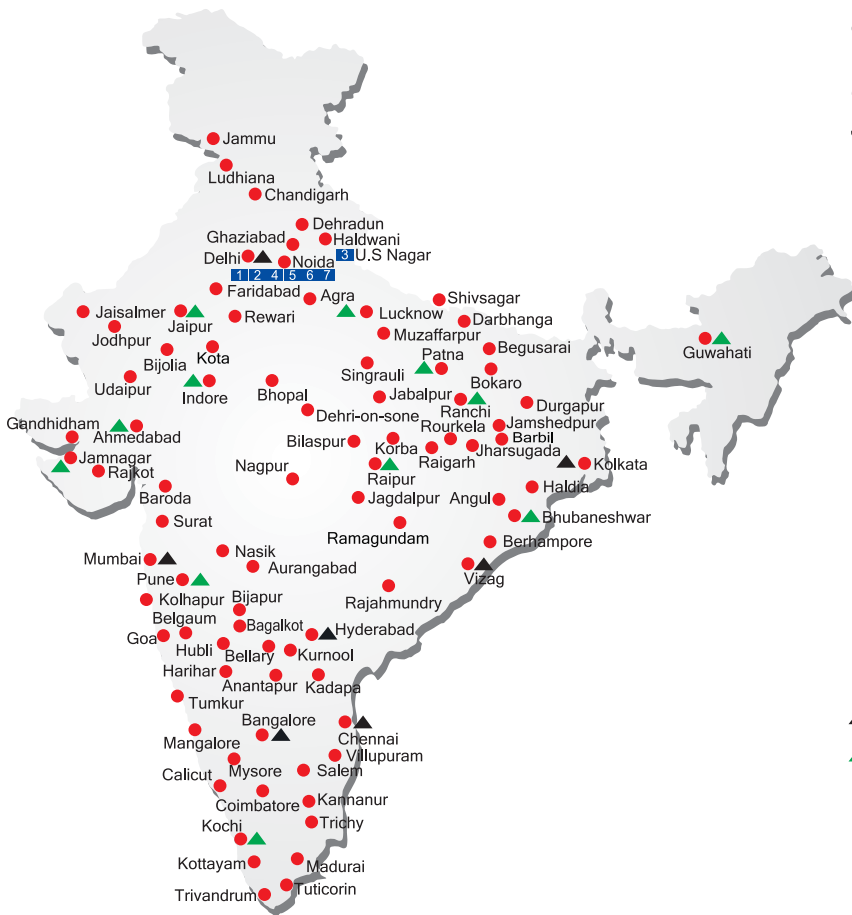 Jammu
Ludhiana
Chandigarh
Dehradun
Ghaziabad
Haldwani
Delhi
3 U.S Nagar
Noida
1 2 4 5 6 7
Faridabad
Agra
Shivsagar
Jaisalmer
Jaipur
Rewari
Lucknow
Darbhanga
Jodhpur
Muzaffarpur
Guwahati
Bijolia
Kota
Patna
Begusarai
Singrauli
Udaipur
Indore
Bhopal
Jabalpur
Bokaro
Ranchi
Durgapur
Dehri-on-sone
Gandhidham
Ahmedabad
Rourkela
Jamshedpur
Bilaspur
Korba
Barbil
Raigarh
Jharsugada
Jamnagar
Rajkot
Nagpur
Raipur
Kolkata
Baroda
Jagdalpur
Angul
Haldia
Surat
Bhubaneshwar
Ramagundam
Berhampore
Mumbai
Nasik
Aurangabad
Vizag
Pune
Kolhapur
Rajahmundry
Bijapur
Belgaum
Bagalkot
Goa
Hyderabad
Hubli
Bellary
Kurnool
Harihar
Anantapur
Kadapa
Tumkur
Bangalore
Mangalore
Chennai
Villupuram
Mysore
Salem
Calicut
Coimbatore
Kannanur
Kochi
Trichy
Kottayam
Madurai
Trivandrum
Tuticorin